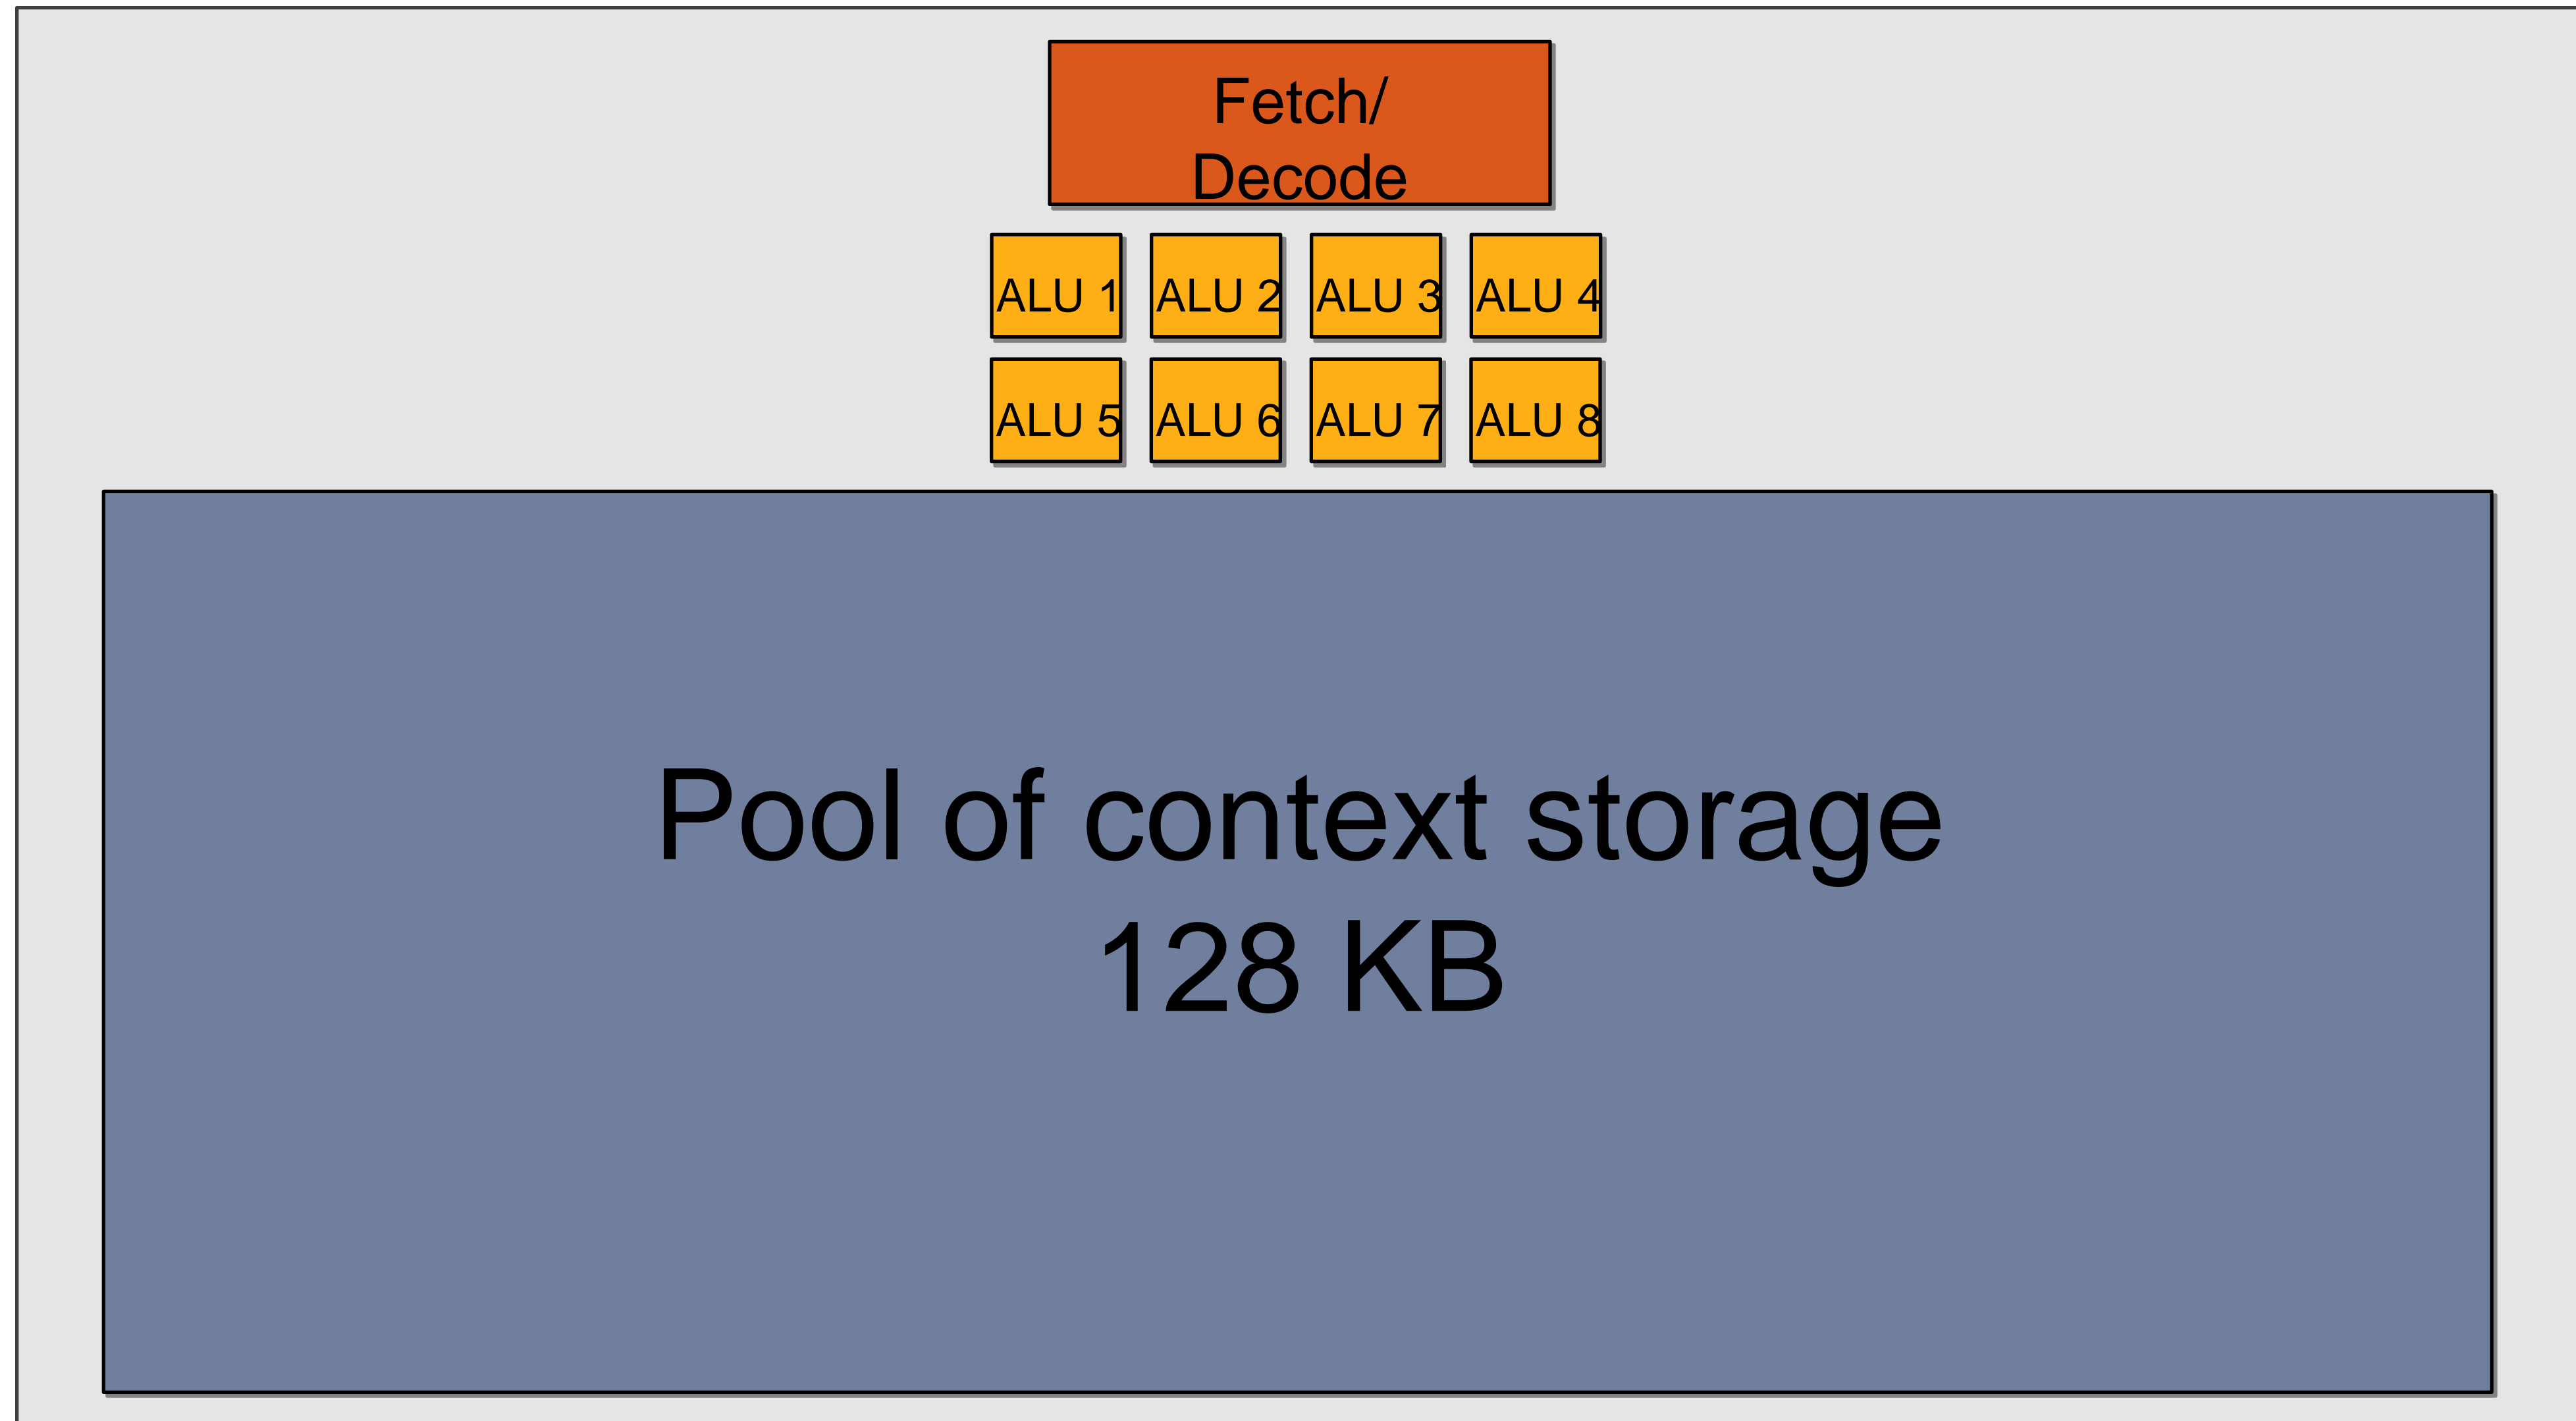 Fetch/
Decode
ALU 1 ALU 2 ALU 3 ALU 4
ALU 5 ALU 6 ALU 7 ALU 8
Pool of context storage
128 KB